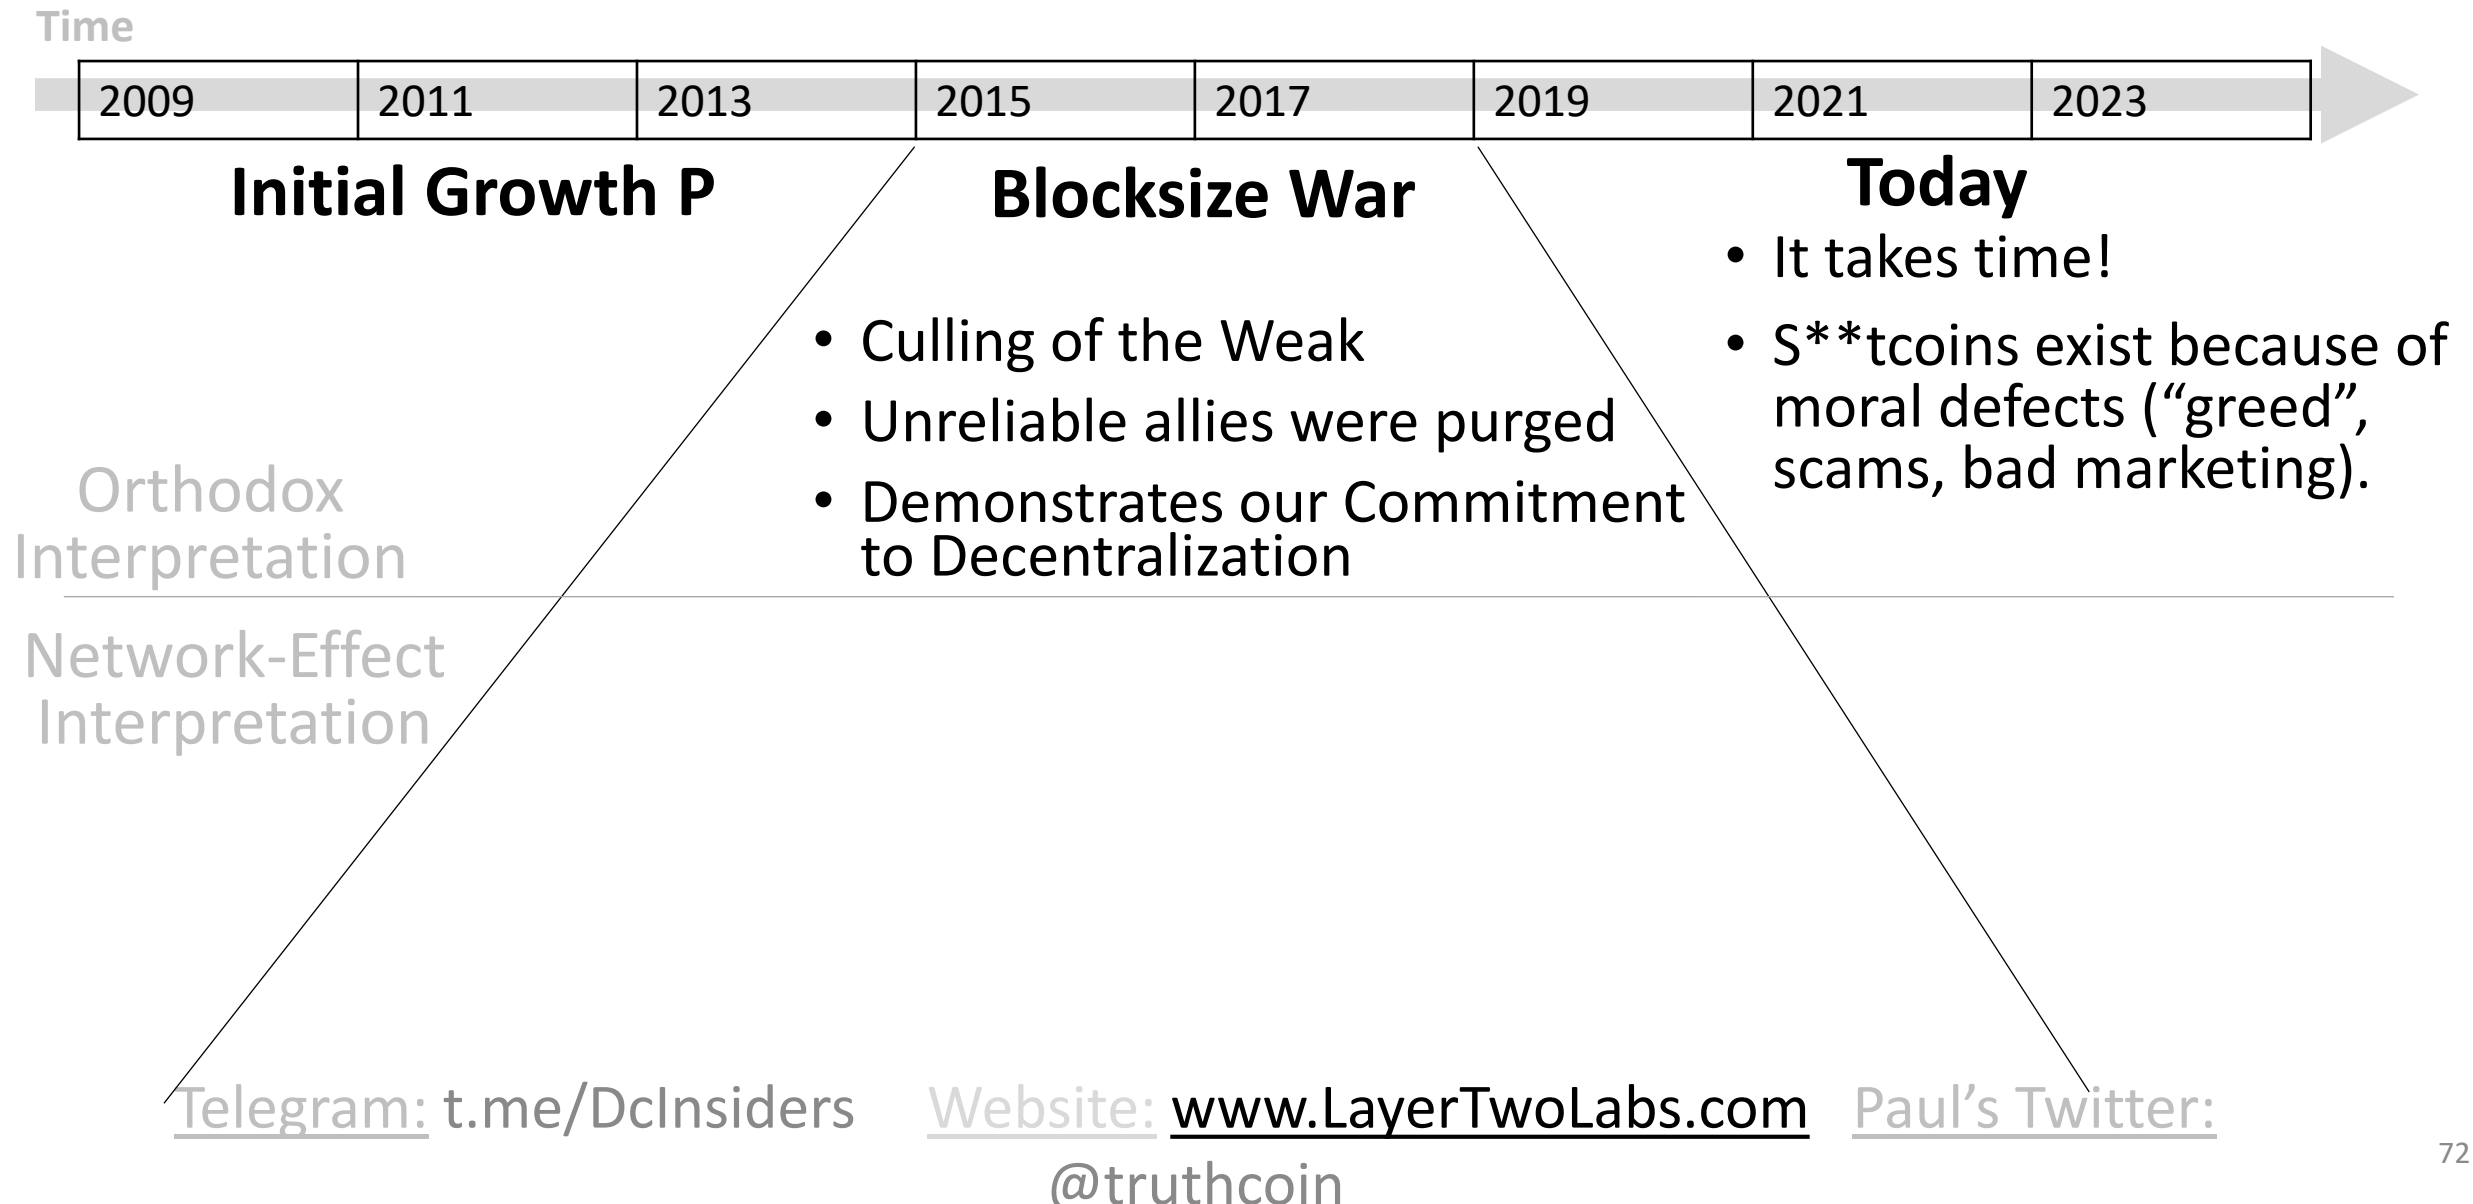 Time
2009 2011 2013 2015 2017 2019 2021 2023
Initial Growth P
Blocksize War
Today
• It takes time!
• S**tcoins exist because of
moral defects (“greed”,
scams, bad marketing).
• Culling of the Weak
• Unreliable allies were purged
• Demonstrates our Commitment
to Decentralization
Orthodox
Interpretation
Network-Effect
Interpretation
Telegram: t.me/DcInsiders Website: www.LayerTwoLabs.com Paul’s Twitter:
@truthcoin
72